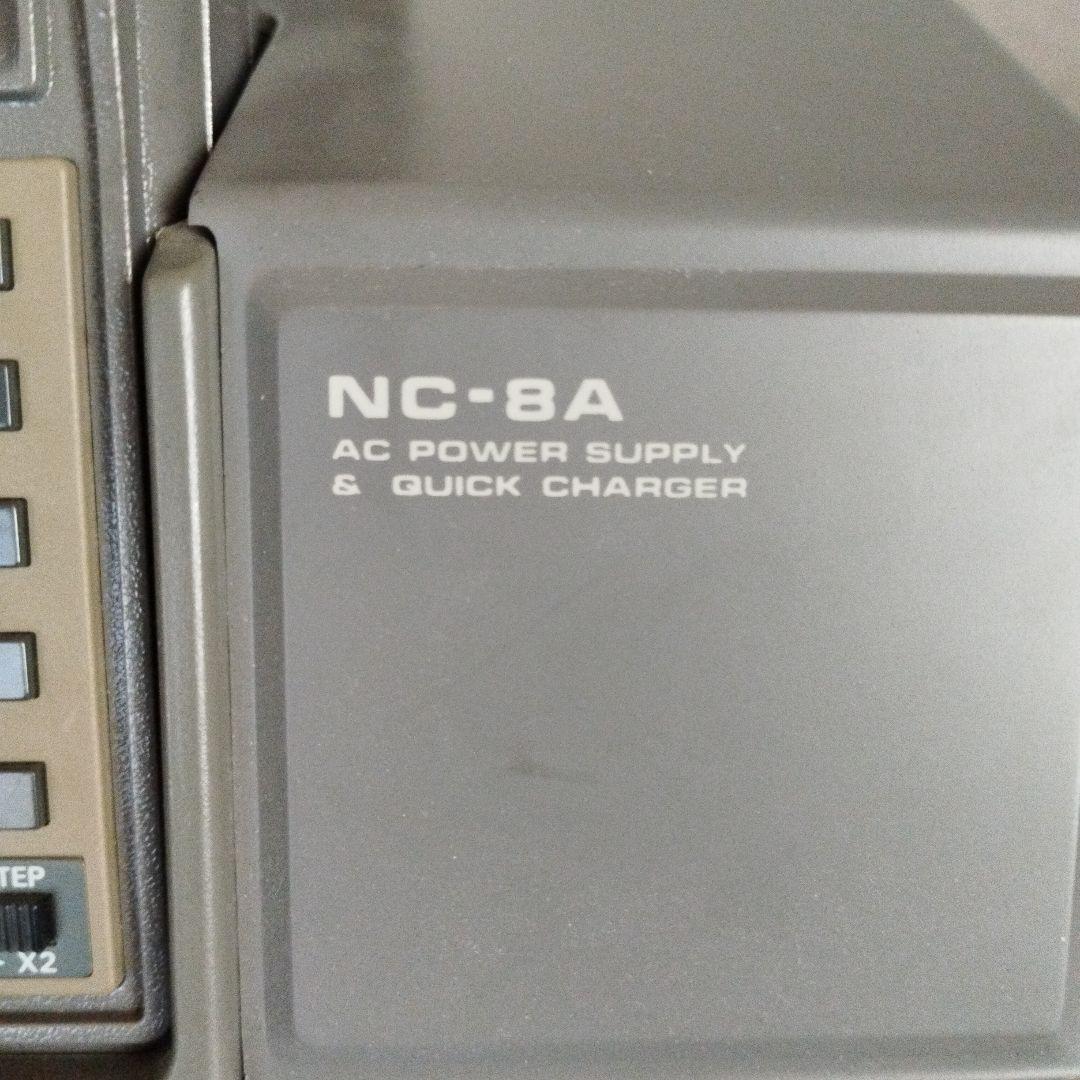 NC-8A
AC POWER SUPPLY
& QUICK CHARGER
TEP
X2